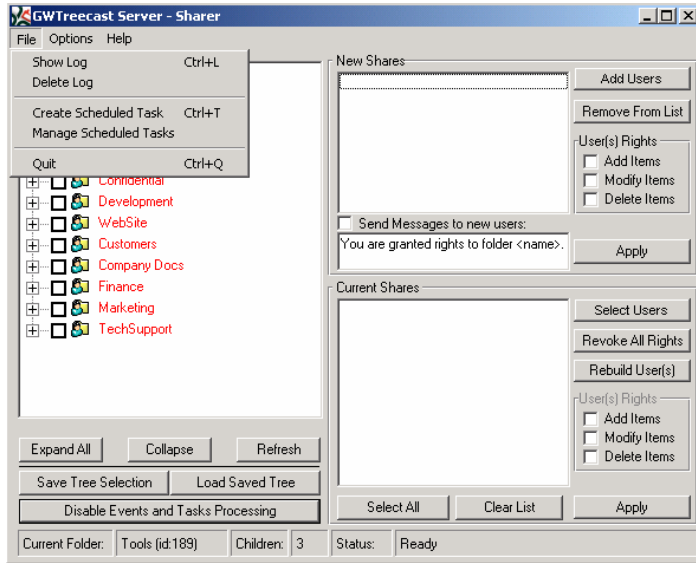 GWTreecast Server - Sharer
File Options Help
Show Log Ctrl+L
Delete Log
Create Scheduled Task Ctrl+T
Manage Scheduled Tasks
Quit Ctrl+Q
Confidential
Development
WebSite
Customers
Company Docs
Finance
Marketing
TechSupport
Expand All Collapse Refresh
Save Tree Selection Load Saved Tree
Disable Events and Tasks Processing
New Shares
Add Users
Remove From List
User(s) Rights
Add Items
Modify Items
Delete Items
Send Messages to new users:
You are granted rights to folder <name>.
Apply
Current Shares
Select Users
Revoke All Rights
Rebuild User(s)
User(s) Rights
Add Items
Modify Items
Delete Items
Select All Clear List Apply
Current Folder: Tools (id:189) Children: 3 Status: Ready